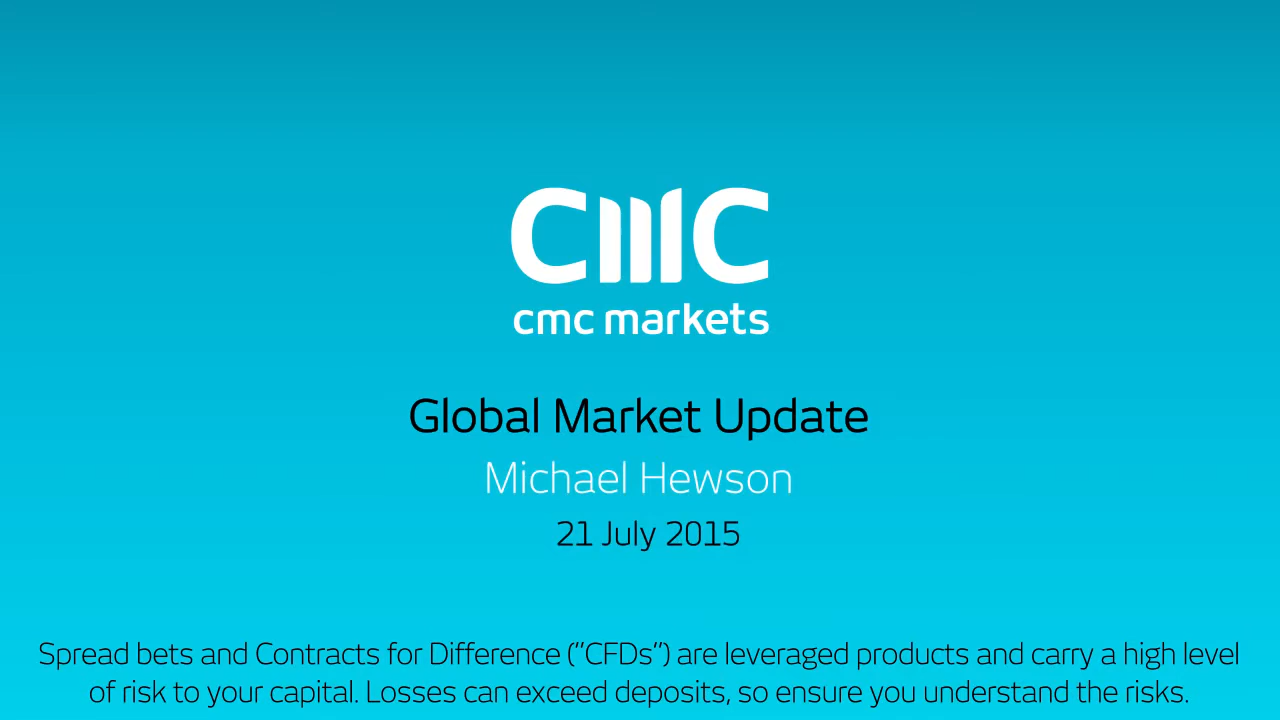 CMC
cmc markets
Global Market Update
Michael Hewson
21 July 2015
Spread bets and Contracts for Difference (“CFDs”) are leveraged products and carry a high level
of risk to your capital. Losses can exceed deposits, so ensure you understand the risks.